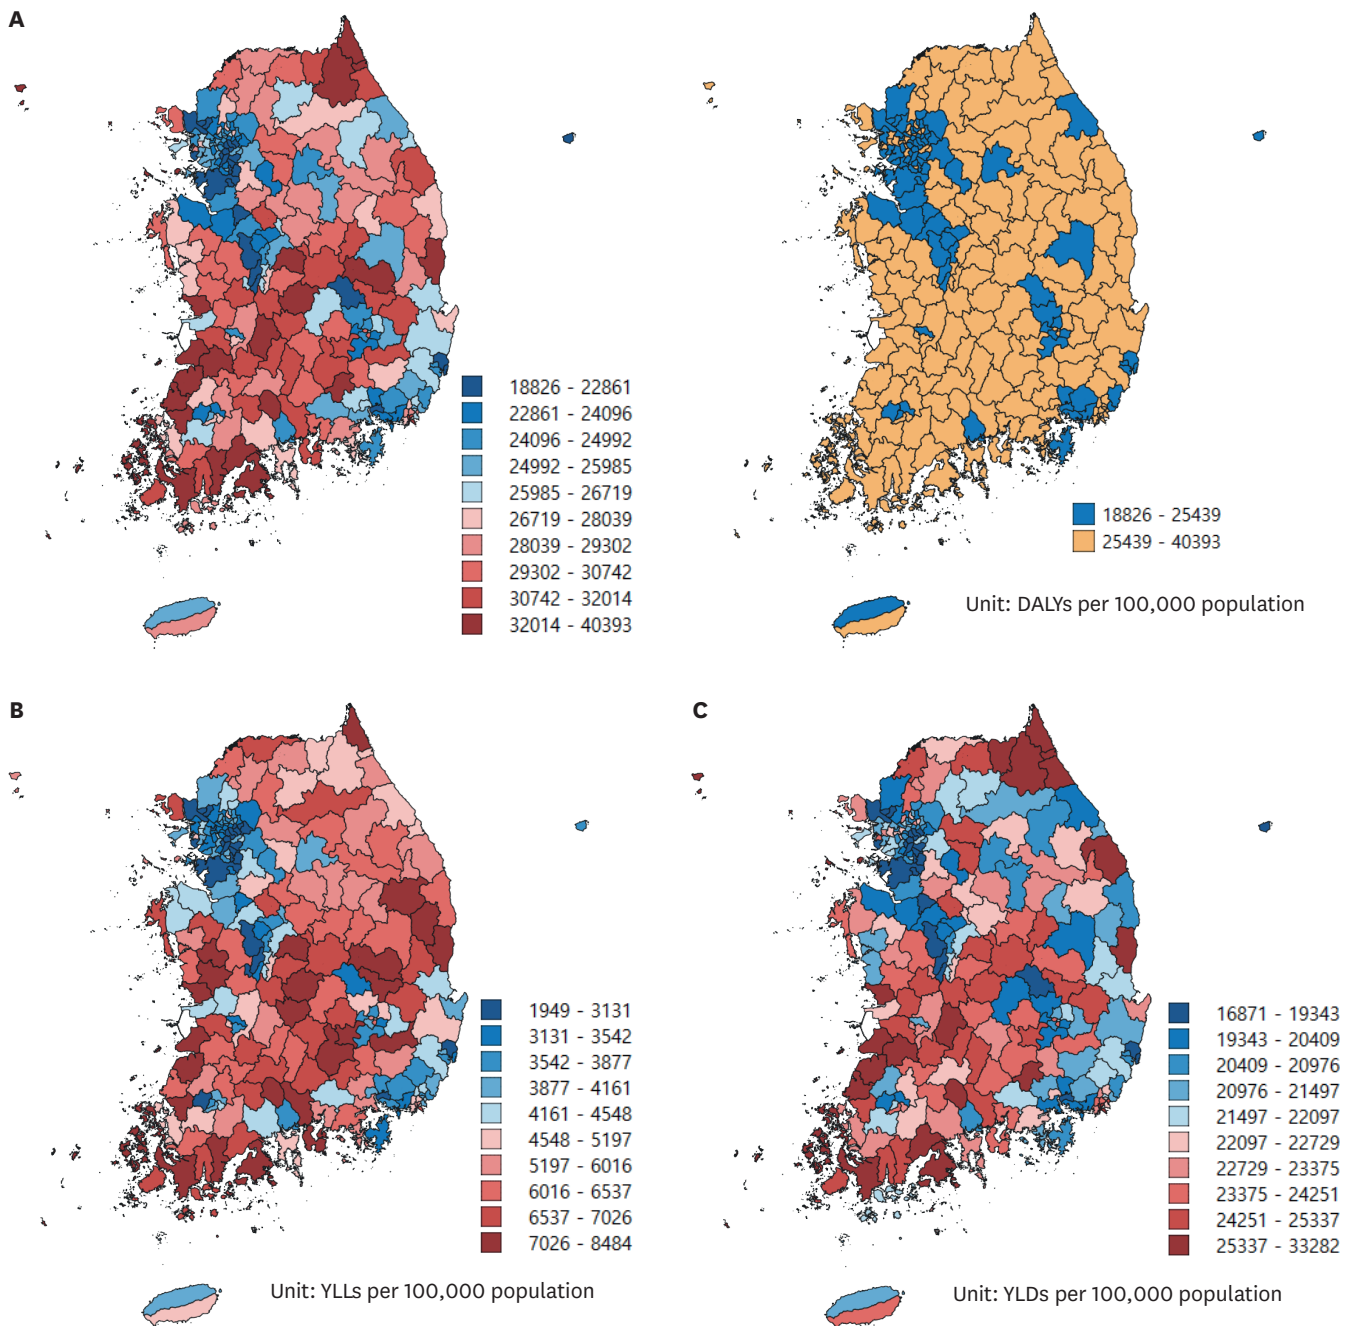 A
18826 - 22861
22861 - 24096
24096 - 24992
24992 - 25985
25985 - 26719
26719 - 28039
28039 - 29302
29302 - 30742
30742 - 32014
32014 - 40393
18826 - 25439
25439 - 40393
Unit: DALYs per 100,000 population
B
1949 - 3131
3131 - 3542
3542 - 3877
3877 - 4161
4161 - 4548
4548 - 5197
5197 - 6016
6016 - 6537
6537 - 7026
7026 - 8484
Unit: YLLs per 100,000 population
C
16871 - 19343
19343 - 20409
20409 - 20976
20976 - 21497
21497 - 22097
22097 - 22729
22729 - 23375
23375 - 24251
24251 - 25337
25337 - 33282
Unit: YLDs per 100,000 population